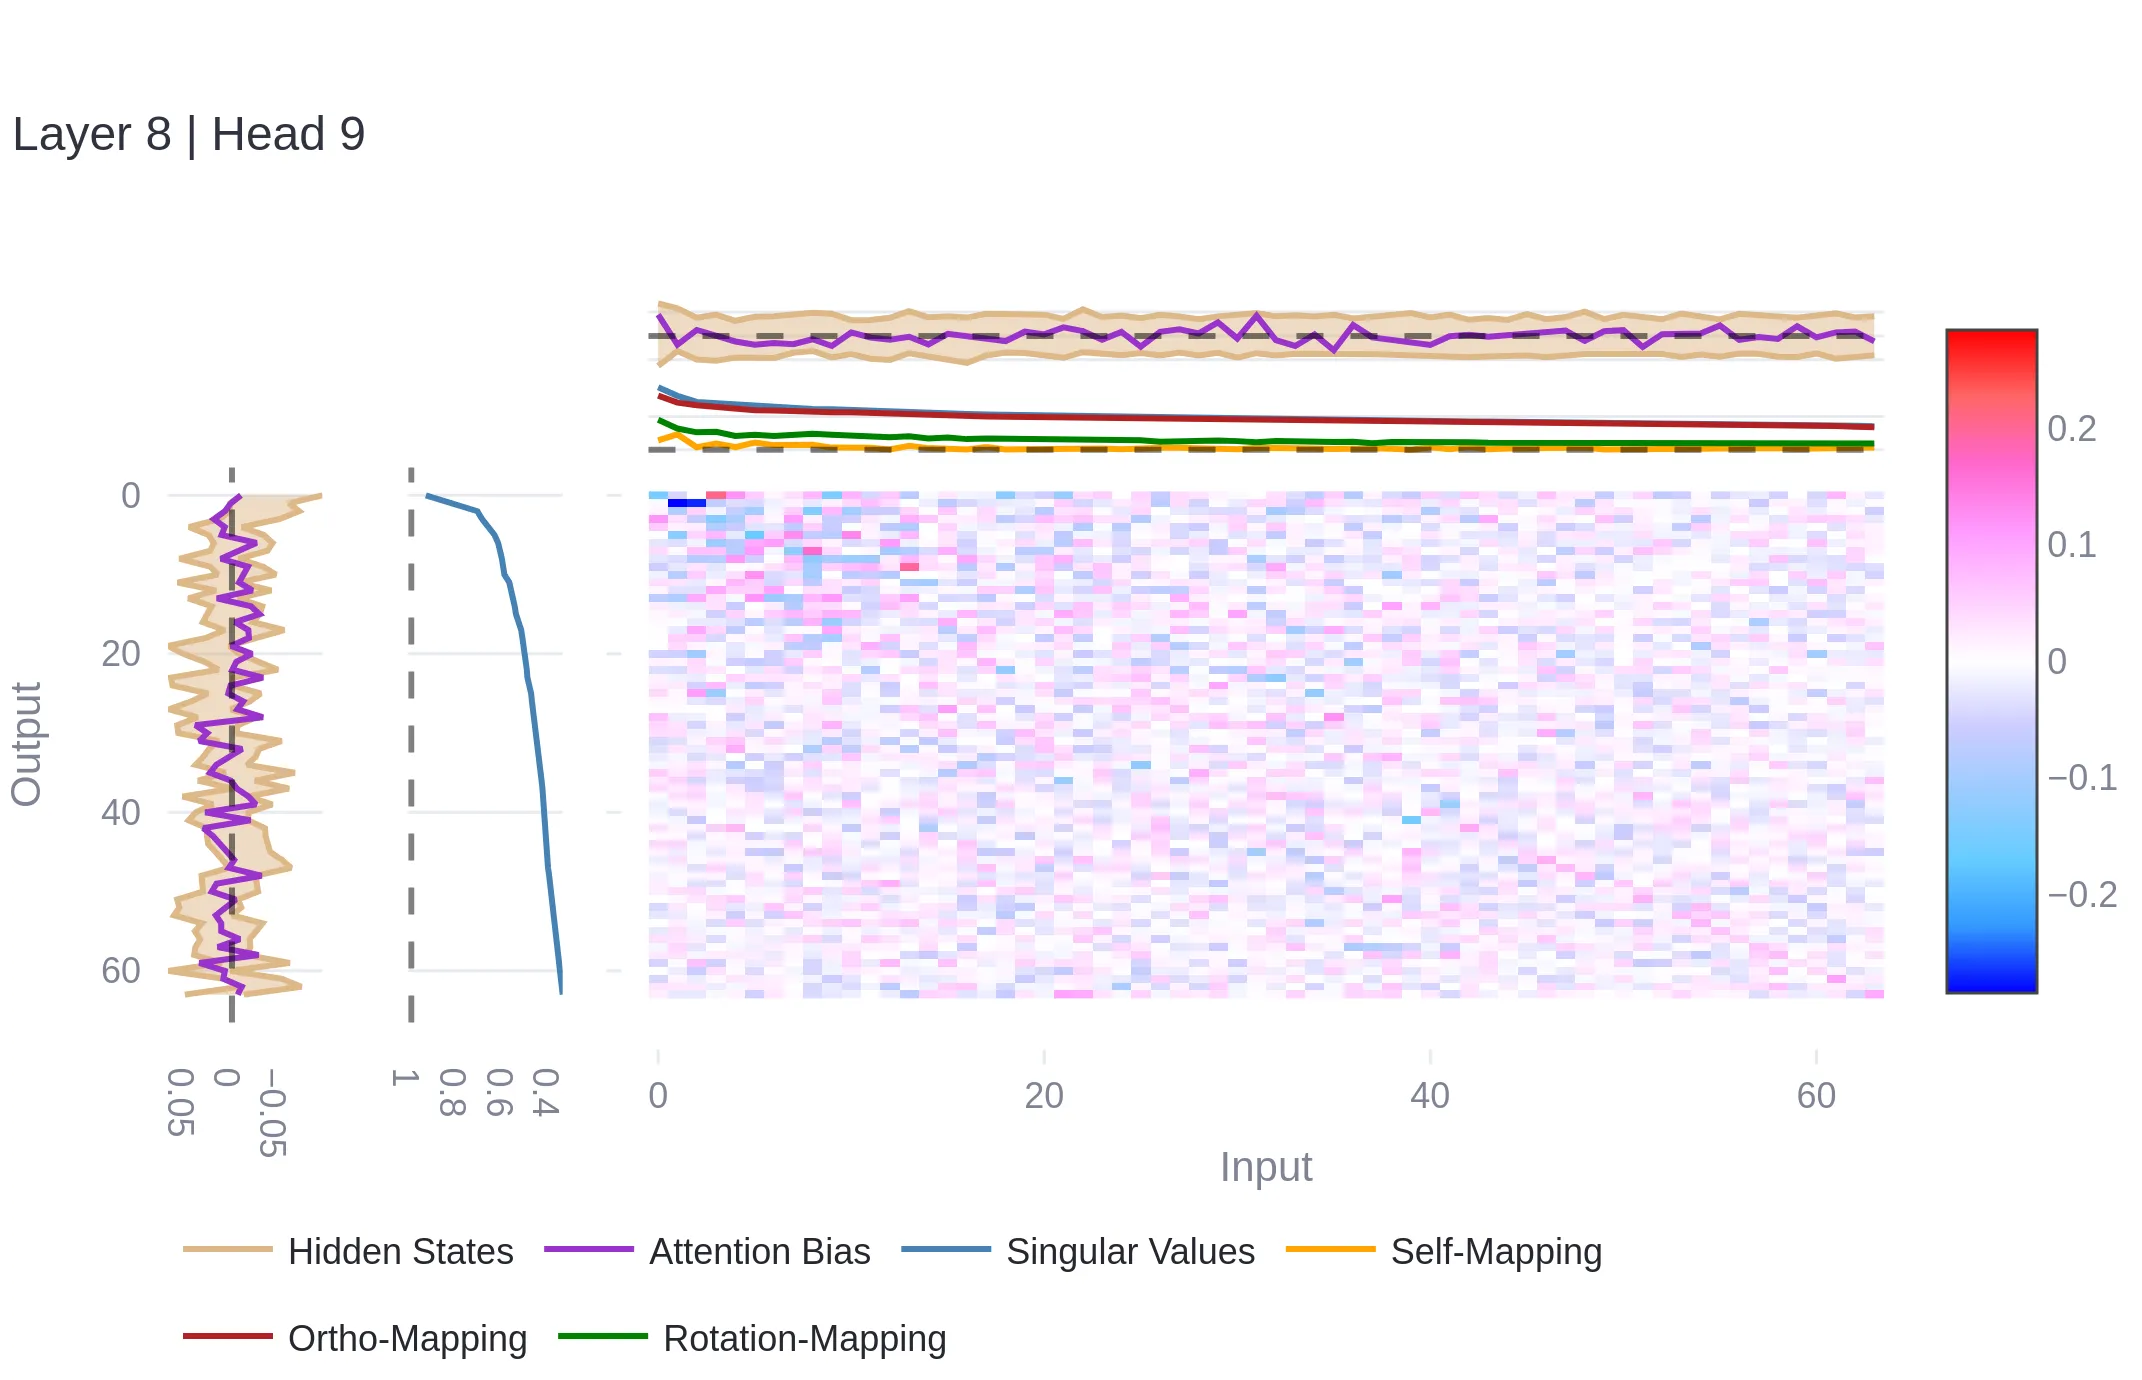 Layer 8 | Head 9
0
20
40
60
Output
0.2
0.1
0
−0.1
−0.2
0.05
0
−0.05
1
0.8
0.6
0.4
0
20
40
60
Input
Hidden States
Attention Bias
Singular Values
Self-Mapping
Ortho-Mapping
Rotation-Mapping